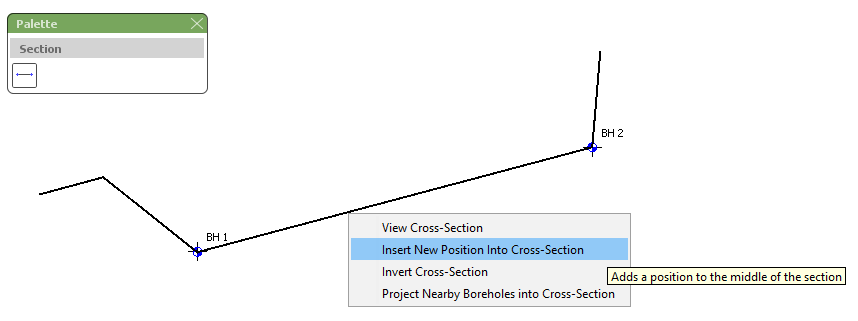 Palette
Section
BH 2
BH 1
View Cross-Section
Insert New Position Into Cross-Section
Invert Cross-Section
Adds a position to the middle of the section
Project Nearby Boreholes into Cross-Section